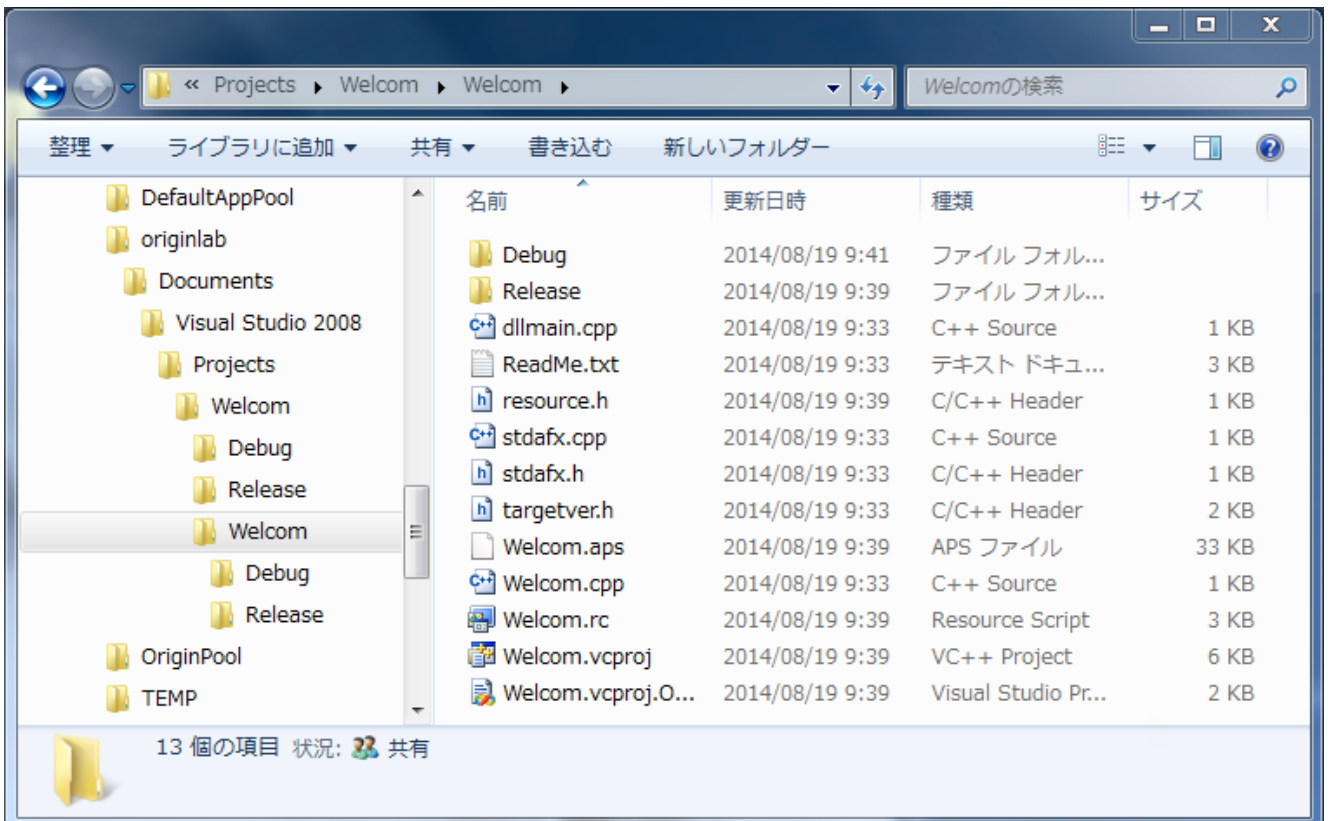 « Projects ▸ Welcom ▸ Welcom ▸
Welcomの検索
整理 ライブラリに追加 共有 書き込む 新しいフォルダー
DefaultAppPool
originlab
Documents
Visual Studio 2008
Projects
Welcom
Debug
Release
Welcom
Debug
Release
OriginPool
TEMP
名前 更新日時 種類 サイズ
Debug 2014/08/19 9:41 ファイル フォル...
Release 2014/08/19 9:39 ファイル フォル...
dllmain.cpp 2014/08/19 9:33 C++ Source 1 KB
ReadMe.txt 2014/08/19 9:33 テキスト ドキュ... 3 KB
resource.h 2014/08/19 9:39 C/C++ Header 1 KB
stdafx.cpp 2014/08/19 9:33 C++ Source 1 KB
stdafx.h 2014/08/19 9:33 C/C++ Header 1 KB
targetver.h 2014/08/19 9:33 C/C++ Header 2 KB
Welcom.aps 2014/08/19 9:39 APS ファイル 33 KB
Welcom.cpp 2014/08/19 9:33 C++ Source 1 KB
Welcom.rc 2014/08/19 9:39 Resource Script 3 KB
Welcom.vcproj 2014/08/19 9:39 VC++ Project 6 KB
Welcom.vcproj.O... 2014/08/19 9:39 Visual Studio Pr... 2 KB
13 個の項目 状況: 共有